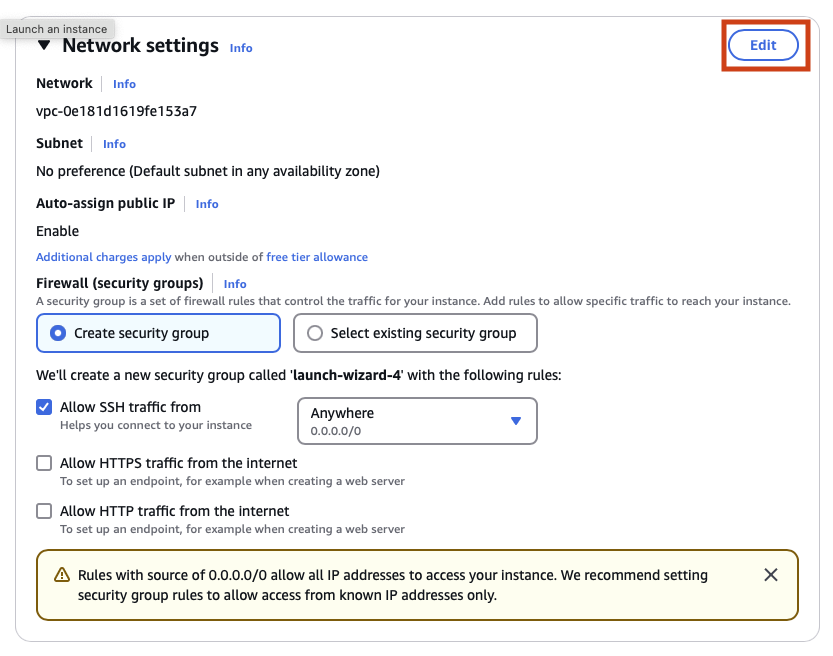 Launch an instance
Network settings Info
Edit
Network Info
vpc-0e181d1619fe153a7
Subnet Info
No preference (Default subnet in any availability zone)
Auto-assign public IP Info
Enable
Additional charges apply when outside of free tier allowance
Firewall (security groups) Info
A security group is a set of firewall rules that control the traffic for your instance. Add rules to allow specific traffic to reach your instance.
Create security group
Select existing security group
We'll create a new security group called 'launch-wizard-4' with the following rules:
Allow SSH traffic from
Helps you connect to your instance
Anywhere
0.0.0.0/0
Allow HTTPS traffic from the internet
To set up an endpoint, for example when creating a web server
Allow HTTP traffic from the internet
To set up an endpoint, for example when creating a web server
Rules with source of 0.0.0.0/0 allow all IP addresses to access your instance. We recommend setting
security group rules to allow access from known IP addresses only.